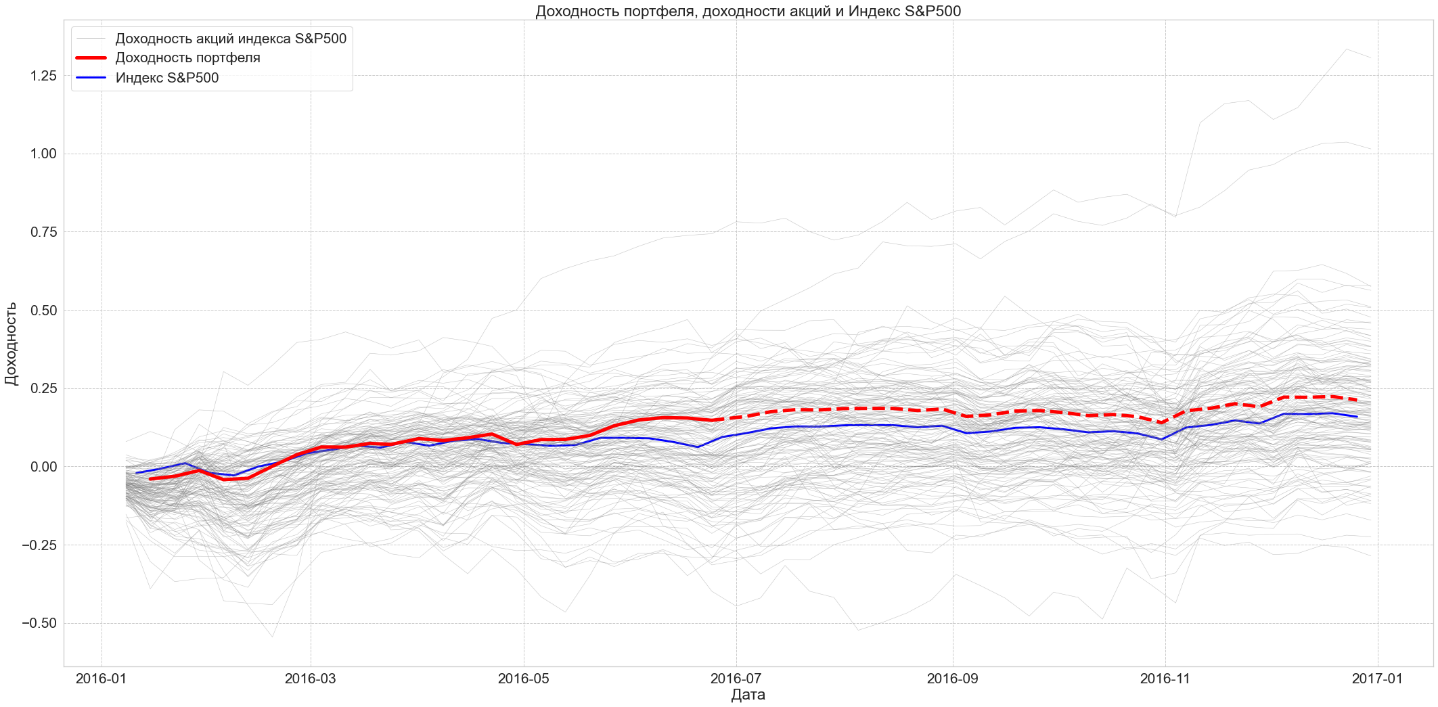 Доходность портфеля, доходности акций и Индекс S&P500
Доходность акций индекса S&P500
Доходность портфеля
Индекс S&P500
Доходность
1.25
1.00
0.75
0.50
0.25
0.00
−0.25
−0.50
2016-01 2016-03 2016-05 2016-07 2016-09 2016-11 2017-01
Дата